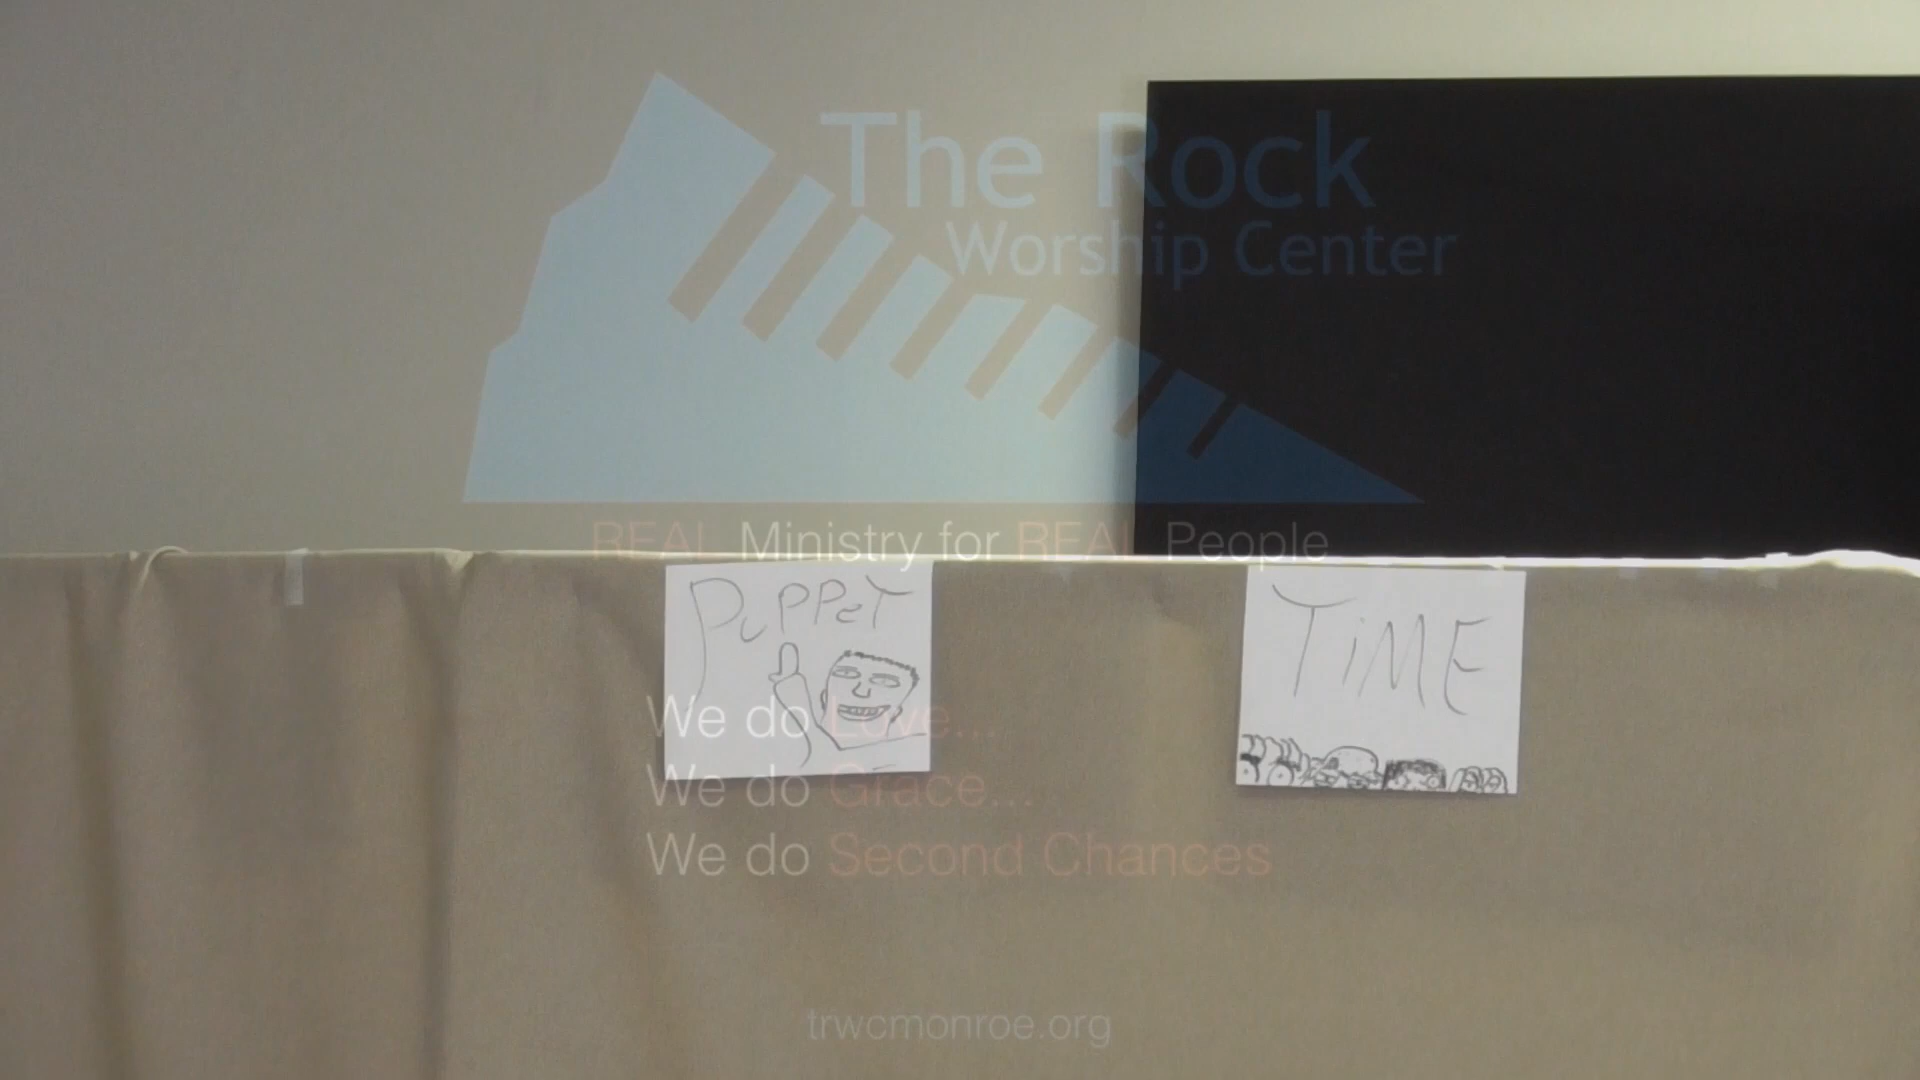 The Rock
Worship Center
REAL Ministry for REAL People
PuPPeT
TiME
We do Love...
We do Grace...
We do Second Chances
trwcmonroe.org